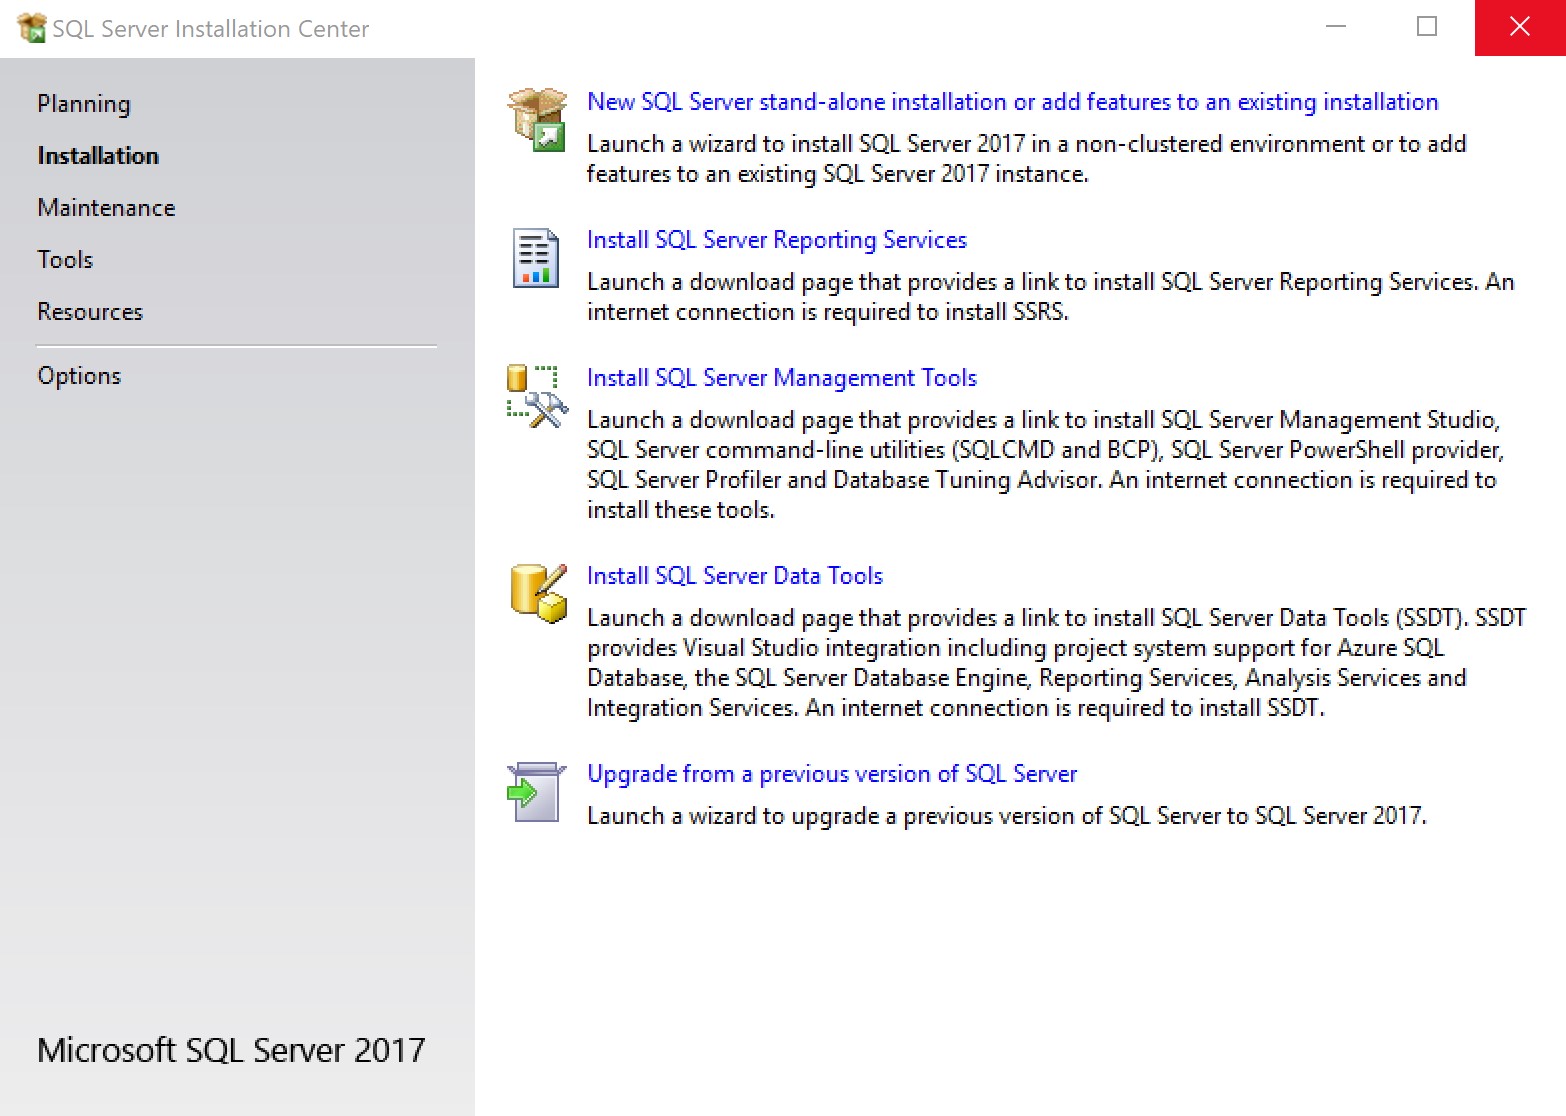 SQL Server Installation Center
Planning
Installation
Maintenance
Tools
Resources
Options
Microsoft SQL Server 2017
New SQL Server stand-alone installation or add features to an existing installation
Launch a wizard to install SQL Server 2017 in a non-clustered environment or to add
features to an existing SQL Server 2017 instance.
Install SQL Server Reporting Services
Launch a download page that provides a link to install SQL Server Reporting Services. An
internet connection is required to install SSRS.
Install SQL Server Management Tools
Launch a download page that provides a link to install SQL Server Management Studio,
SQL Server command-line utilities (SQLCMD and BCP), SQL Server PowerShell provider,
SQL Server Profiler and Database Tuning Advisor. An internet connection is required to
install these tools.
Install SQL Server Data Tools
Launch a download page that provides a link to install SQL Server Data Tools (SSDT). SSDT
provides Visual Studio integration including project system support for Azure SQL
Database, the SQL Server Database Engine, Reporting Services, Analysis Services and
Integration Services. An internet connection is required to install SSDT.
Upgrade from a previous version of SQL Server
Launch a wizard to upgrade a previous version of SQL Server to SQL Server 2017.